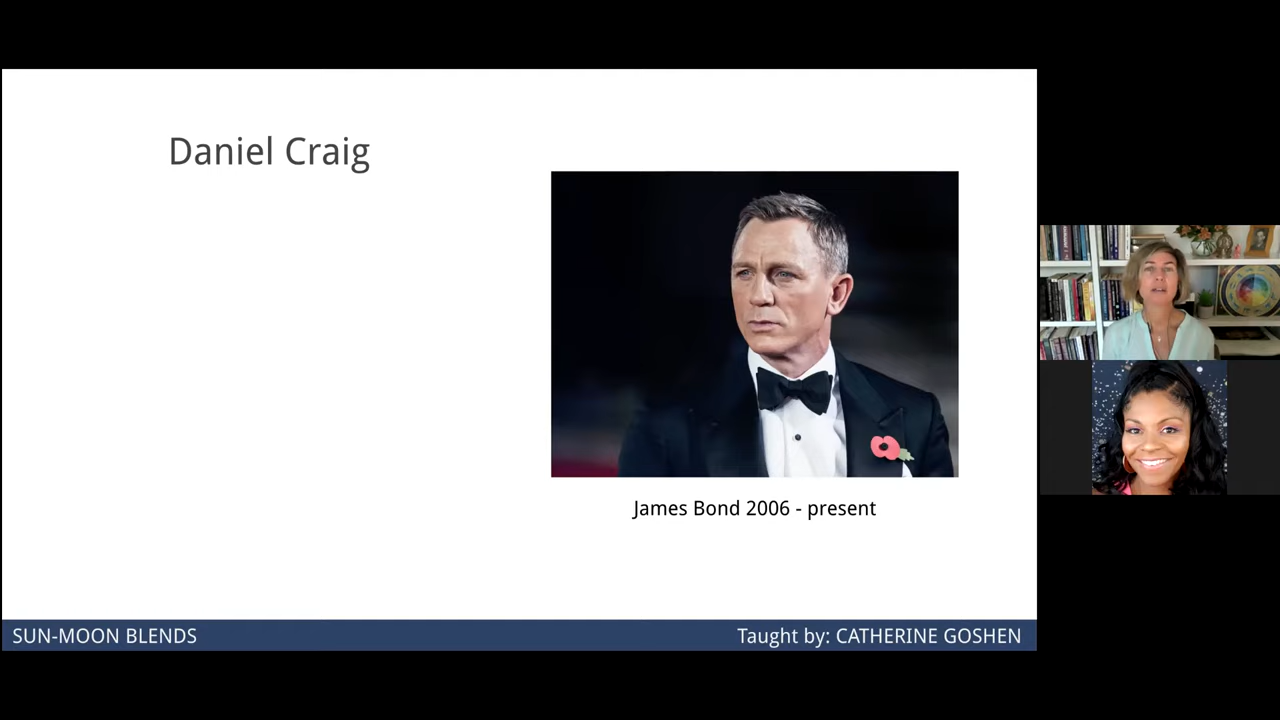 Daniel Craig
James Bond 2006 - present
SUN-MOON BLENDS
Taught by: CATHERINE GOSHEN